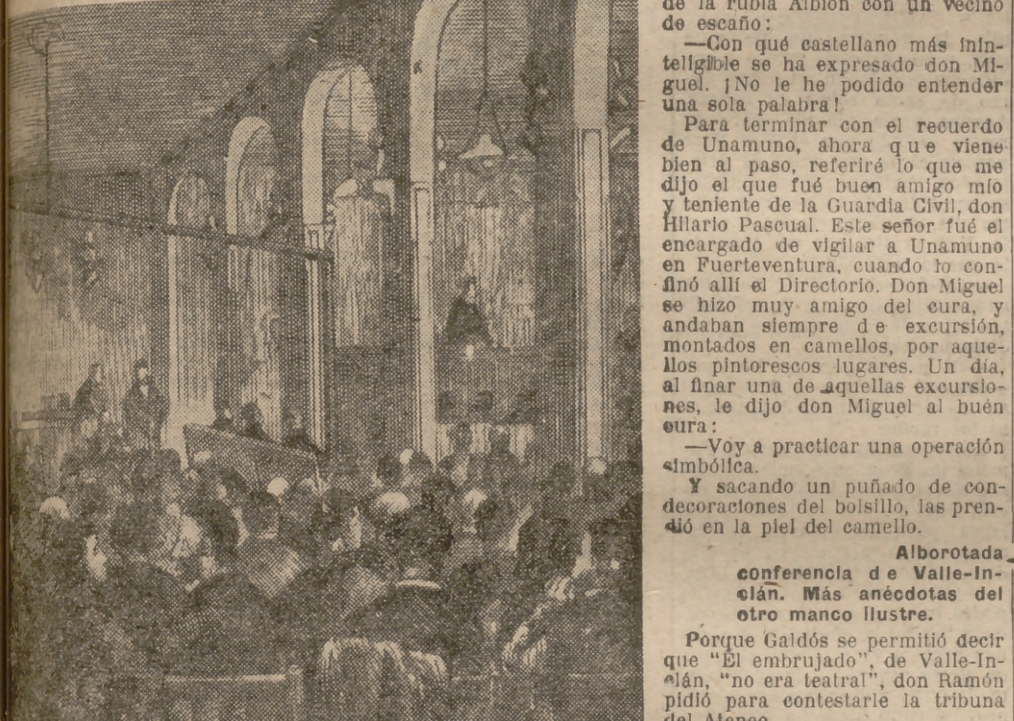 de la rubia Albión con un vecino
de escaño:
—Con qué castellano más inin-
teligible se ha expresado don Mi-
guel. ¡No le he podido entender
una sola palabra!
Para terminar con el recuerdo
de Unamuno, ahora que viene
bien al paso, referiré lo que me
dijo el que fué buen amigo mío
y teniente de la Guardia Civil, don
Hilario Pascual. Este señor fué el
encargado de vigilar a Unamuno
en Fuerteventura, cuando lo con-
finó allí el Directorio. Don Miguel
se hizo muy amigo del cura, y
andaban siempre de excursión,
montados en camellos, por aque-
llos pintorescos lugares. Un día,
al finar una de aquellas excursio-
nes, le dijo don Miguel al buén
cura:
—Voy a practicar una operación
simbólica.
Y sacando un puñado de con-
decoraciones del bolsillo, las pren-
dió en la piel del camello.
Alborotada
conferencia de Valle-In-
clán. Más anécdotas del
otro manco ilustre.
Porque Galdós se permitió decir
que "El embrujado", de Valle-In-
clán, "no era teatral", don Ramón
pidió para contestarle la tribuna
del Ateneo